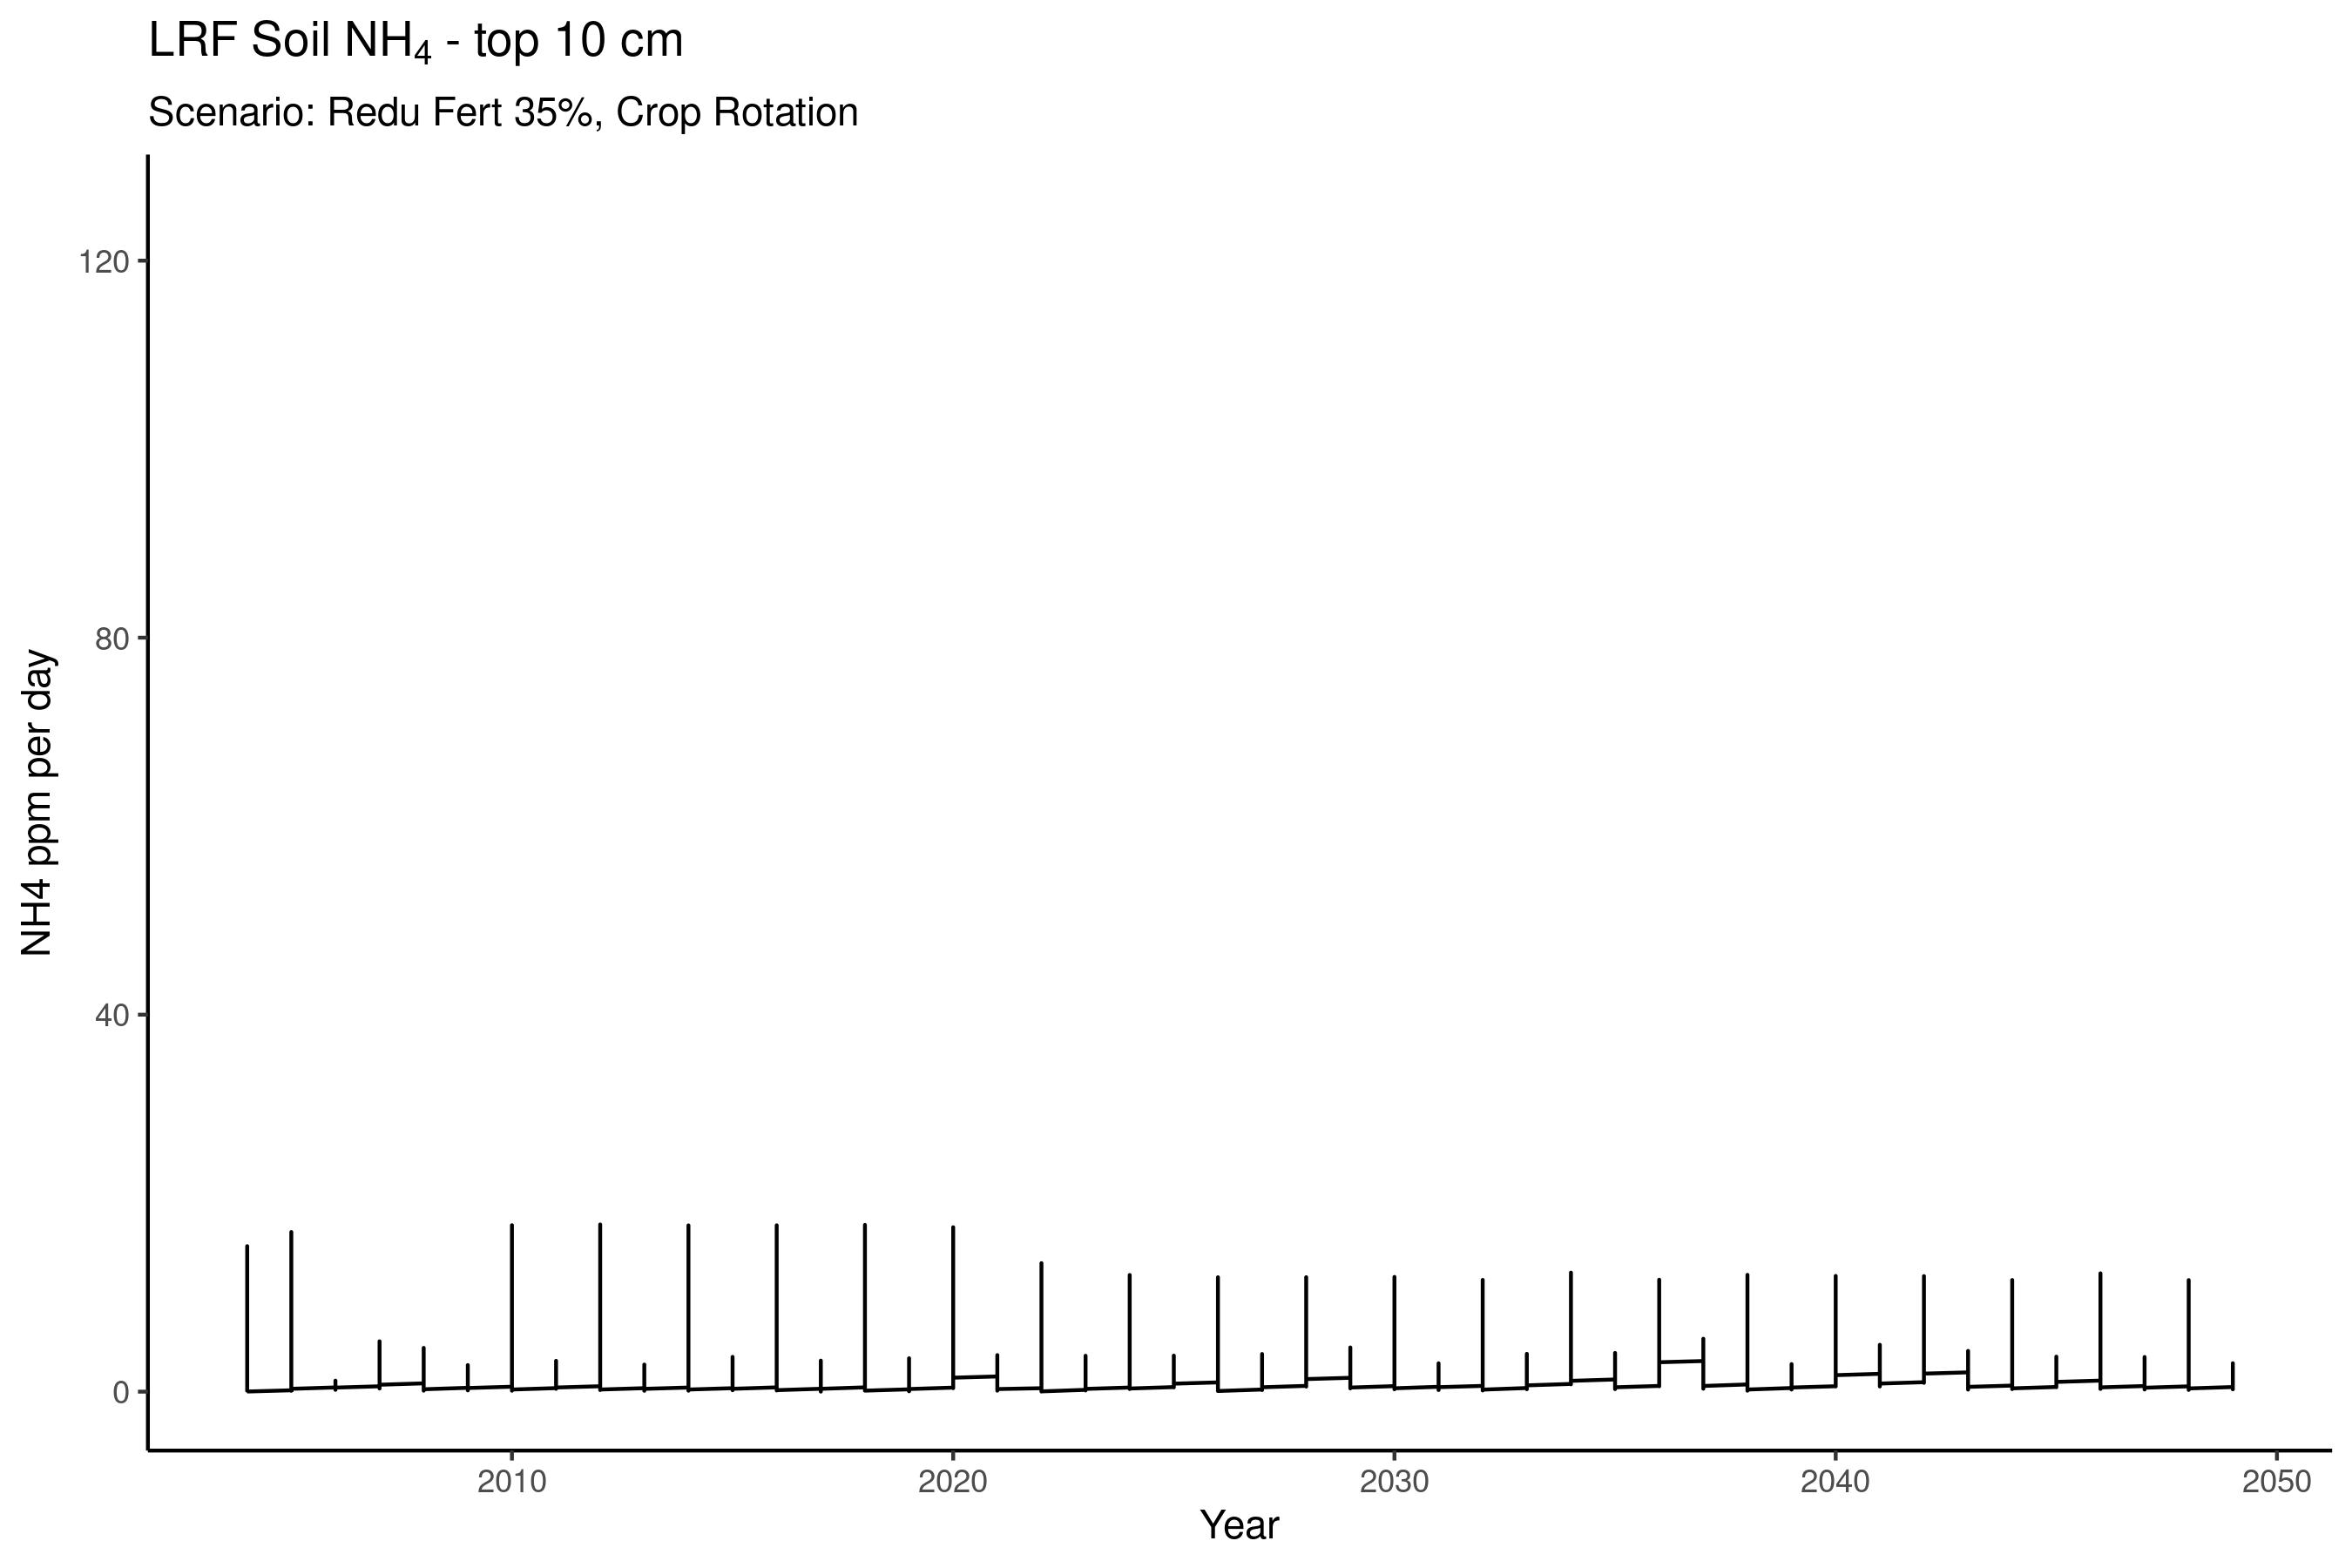 LRF Soil NH₄ - top 10 cm
Scenario: Redu Fert 35%, Crop Rotation
120
80
40
0
NH4 ppm per day
2010 2020 2030 2040 2050
Year